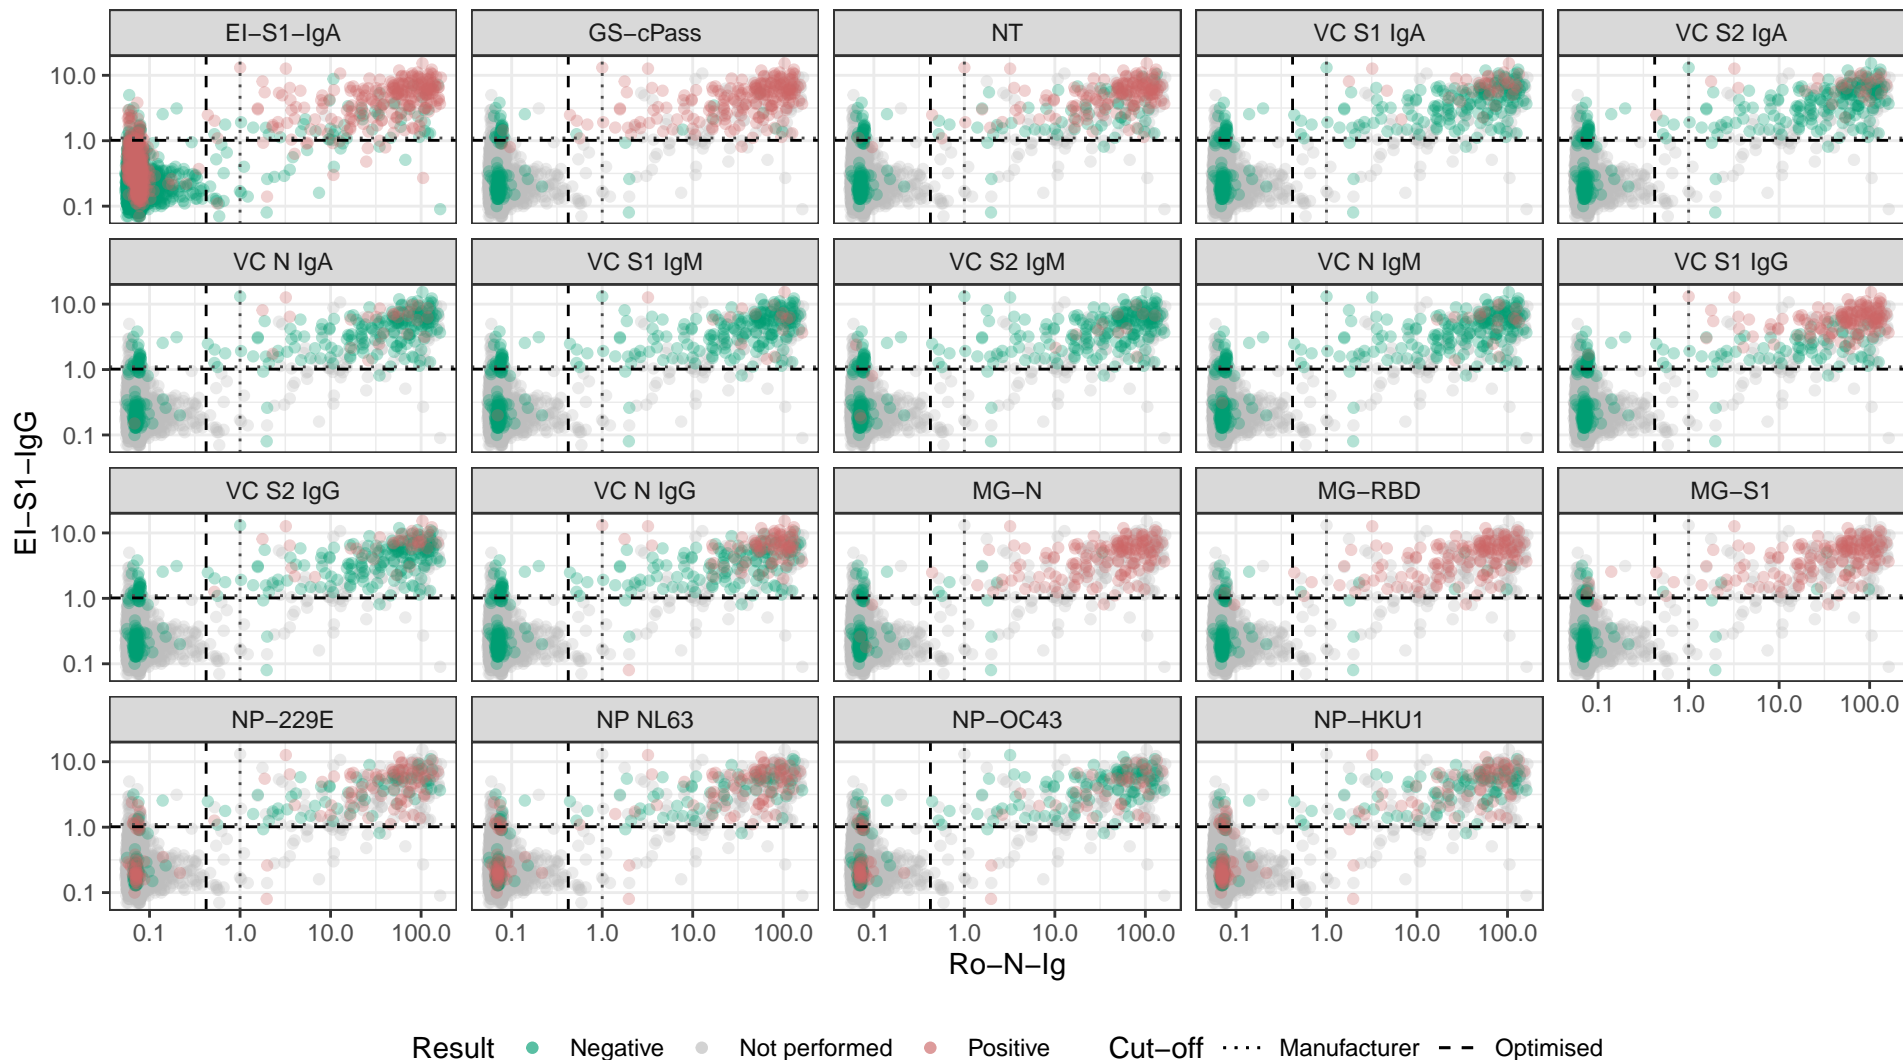 EI−S1−IgA GS−cPass NT VC S1 IgA VC S2 IgA
10.0
1.0
0.1
VC N IgA VC S1 IgM VC S2 IgM VC N IgM VC S1 IgG
10.0
1.0
0.1
VC S2 IgG VC N IgG MG−N MG−RBD MG−S1
10.0
1.0
0.1
0.1 1.0 10.0 100.0
NP−229E NP NL63 NP−OC43 NP−HKU1
10.0
1.0
0.1
0.1 1.0 10.0 100.0 0.1 1.0 10.0 100.0 0.1 1.0 10.0 100.0 0.1 1.0 10.0 100.0
EI−S1−IgG
Ro−N−Ig
Result Negative Not performed Positive Cut−off Manufacturer Optimised